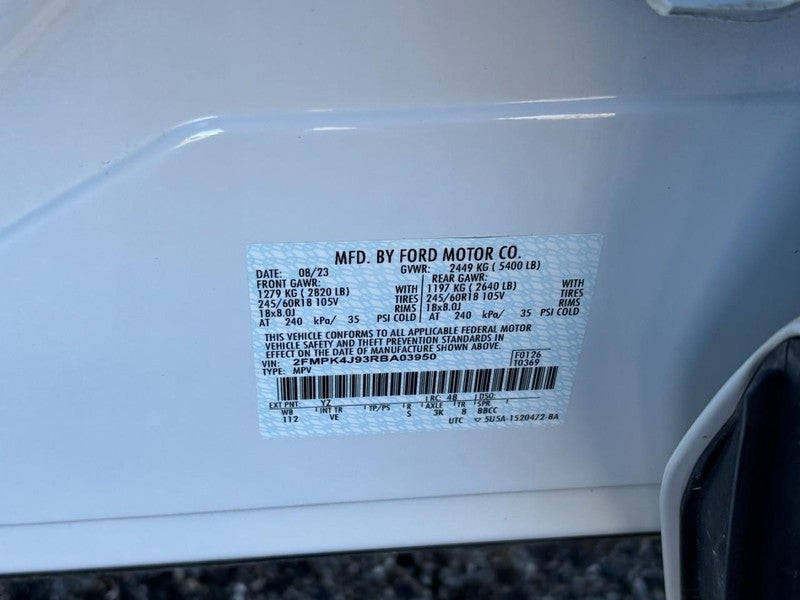 MFD. BY FORD MOTOR CO.
DATE: 08/23 GVWR: 2449 KG ( 5400 LB)
FRONT GAWR: REAR GAWR:
1279 KG ( 2820 LB) WITH 1197 KG ( 2640 LB) WITH
245/60R18 105V TIRES 245/60R18 105V TIRES
18x8.0J RIMS 18x8.0J RIMS
AT 240 kPa/ 35 PSI COLD AT 240 kPa/ 35 PSI COLD
THIS VEHICLE CONFORMS TO ALL APPLICABLE FEDERAL MOTOR
VEHICLE SAFETY AND THEFT PREVENTION STANDARDS IN
EFFECT ON THE DATE OF MANUFACTURE SHOWN ABOVE.
VIN: 2FMPK4J93RBA03950 F0126
TYPE: MPV T0369
EXT PNT: YZ RC: 48 DSO:
WB INT TR TP/PS R AXLE TR SPR
112 VE S 3K 8 BBCC
UTC ▽ 5U5A-1520472-BA